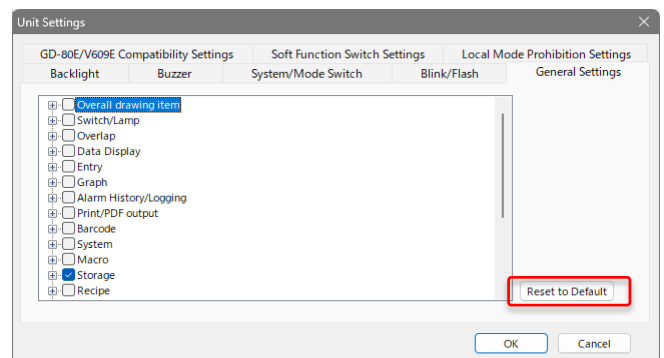 Unit Settings
GD-80E/V609E Compatibility Settings Soft Function Switch Settings Local Mode Prohibition Settings
Backlight Buzzer System/Mode Switch Blink/Flash General Settings
Overall drawing item
Switch/Lamp
Overlap
Data Display
Entry
Graph
Alarm History/Logging
Print/PDF output
Barcode
System
Macro
Storage
Recipe
Reset to Default
OK Cancel